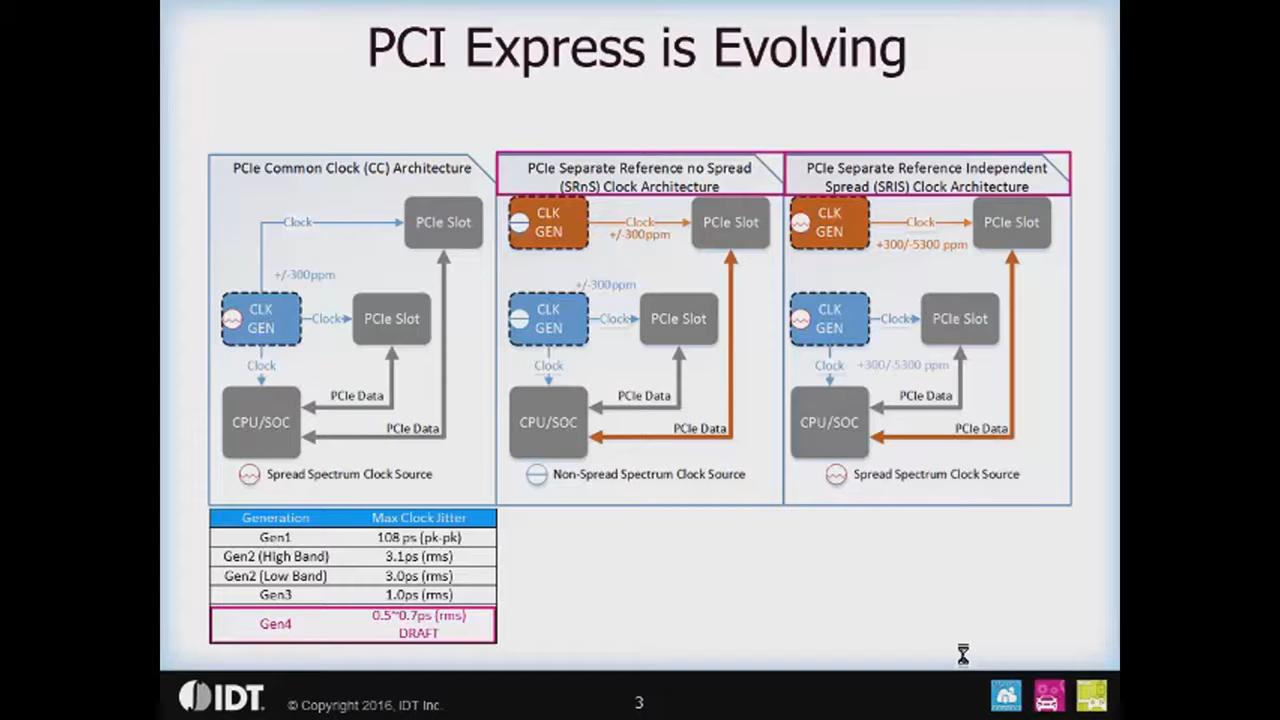 PCI Express is Evolving
PCIe Common Clock (CC) Architecture
Clock
PCIe Slot
+/-300ppm
CLK
GEN
Clock
PCIe Slot
Clock
PCIe Data
CPU/SOC
PCIe Data
Spread Spectrum Clock Source
PCIe Separate Reference no Spread
(SRnS) Clock Architecture
CLK
GEN
Clock
+/-300ppm
PCIe Slot
+/-300ppm
CLK
GEN
Clock
PCIe Slot
Clock
PCIe Data
CPU/SOC
PCIe Data
Non-Spread Spectrum Clock Source
PCIe Separate Reference Independent
Spread (SRIS) Clock Architecture
CLK
GEN
Clock
+300/-5300 ppm
PCIe Slot
CLK
GEN
Clock
PCIe Slot
Clock
+300/-5300 ppm
PCIe Data
CPU/SOC
PCIe Data
Spread Spectrum Clock Source
Generation Max Clock Jitter
Gen1 108 ps (pk-pk)
Gen2 (High Band) 3.1ps (rms)
Gen2 (Low Band) 3.0ps (rms)
Gen3 1.0ps (rms)
Gen4 0.5~0.7ps (rms)
DRAFT
IDT.
© Copyright 2016, IDT Inc.
3